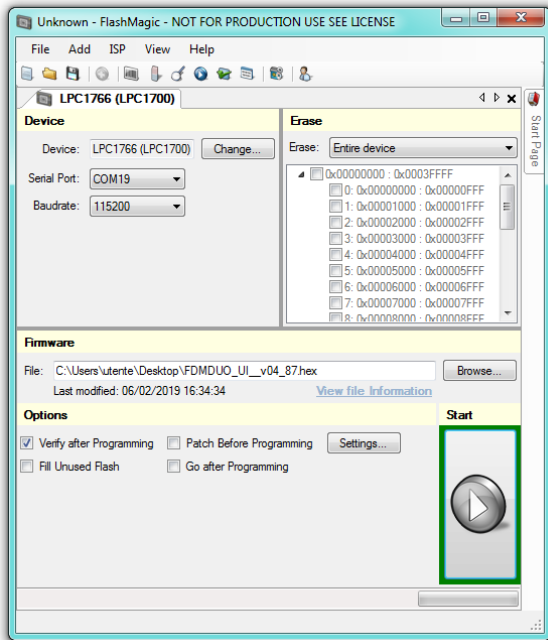 Unknown - FlashMagic - NOT FOR PRODUCTION USE SEE LICENSE
File Add ISP View Help
LPC1766 (LPC1700)
Start Page
Device
Device: LPC1766 (LPC1700) Change...
Serial Port: COM19
Baudrate: 115200
Erase
Erase: Entire device
0x00000000 : 0x0003FFFF
0: 0x00000000 : 0x00000FFF
1: 0x00001000 : 0x00001FFF
2: 0x00002000 : 0x00002FFF
3: 0x00003000 : 0x00003FFF
4: 0x00004000 : 0x00004FFF
5: 0x00005000 : 0x00005FFF
6: 0x00006000 : 0x00006FFF
7: 0x00007000 : 0x00007FFF
8: 0x00008000 : 0x00008FFF
Firmware
File: C:\Users\utente\Desktop\FDMDUO_UI__v04_87.hex Browse...
Last modified: 06/02/2019 16:34:34 View file Information
Options
Verify after Programming Patch Before Programming Settings...
Fill Unused Flash Go after Programming
Start